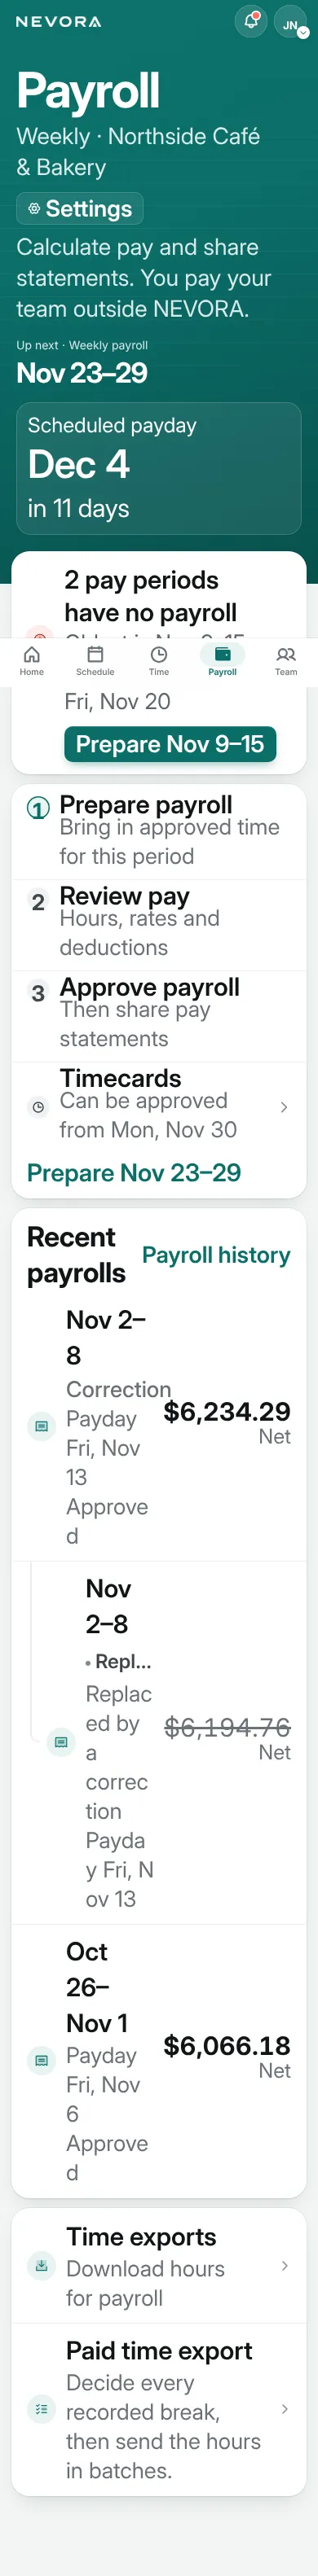 NEVORA
JN
Payroll
Weekly · Northside Café
& Bakery
Settings
Calculate pay and share
statements. You pay your
team outside NEVORA.
Up next · Weekly payroll
Nov 23–29
Scheduled payday
Dec 4
in 11 days
2 pay periods
have no payroll
Home
Schedule
Time
Payroll
Team
Fri, Nov 20
Prepare Nov 9–15
1
Prepare payroll
Bring in approved time
for this period
2
Review pay
Hours, rates and
deductions
3
Approve payroll
Then share pay
statements
Timecards
Can be approved
from Mon, Nov 30
Prepare Nov 23–29
Recent
payrolls
Payroll history
Nov 2–
8
Correction
Payday
Fri, Nov
13
Approve
d
$6,234.29
Net
Nov
2–8
• Repl...
Replac
ed by
a
correc
tion
Payda
y Fri, N
ov 13
$6,194.76
Net
Oct
26–
Nov 1
Payday
Fri, Nov
6
Approve
d
$6,066.18
Net
Time exports
Download hours
for payroll
Paid time export
Decide every
recorded break,
then send the hours
in batches.